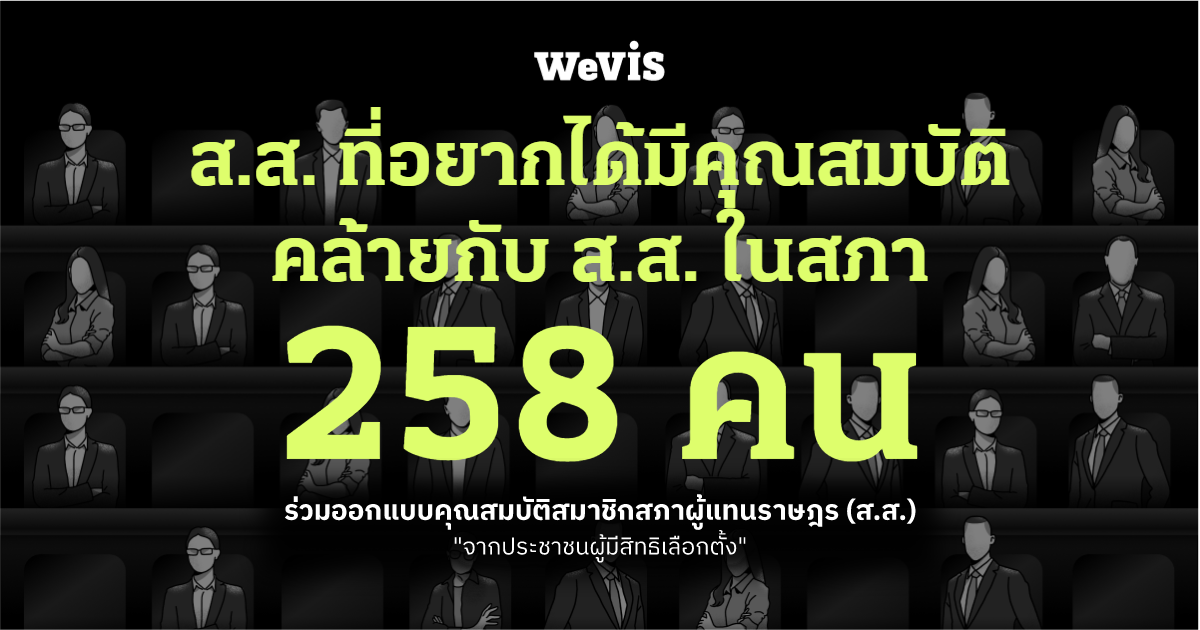 WeVIS
ส.ส. ที่อยากได้มีคุณสมบัติ
คล้ายกับ ส.ส. ในสภา
258 คน
ร่วมออกแบบคุณสมบัติสมาชิกสภาผู้แทนราษฎร (ส.ส.)
"จากประชาชนผู้มีสิทธิเลือกตั้ง"